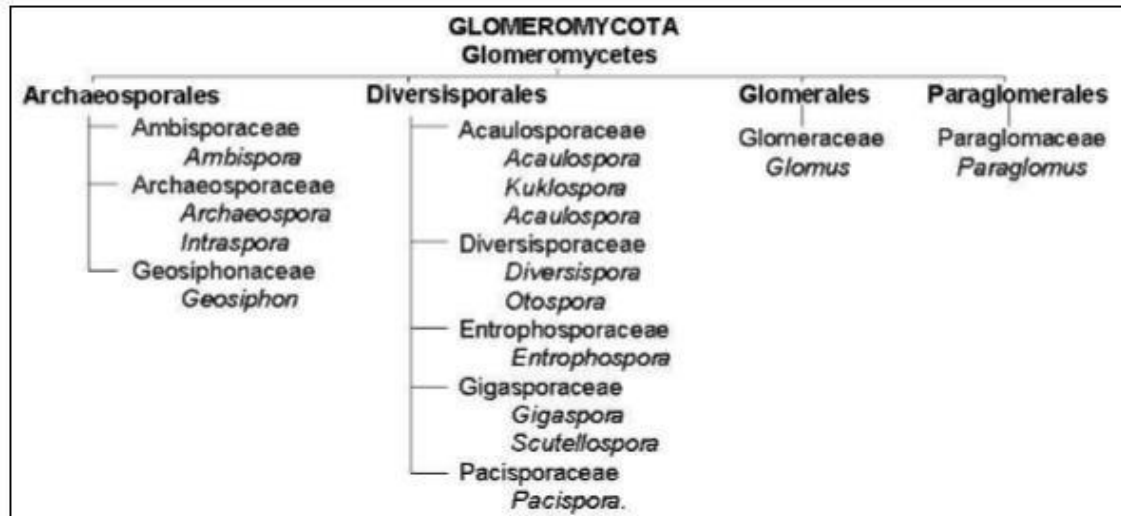 GLOMEROMYCOTA
Glomeromycetes
Archaeosporales
Ambisporaceae
Ambispora
Archaeosporaceae
Archaeospora
Intraspora
Geosiphonaceae
Geosiphon
Diversisporales
Acaulosporaceae
Acaulospora
Kuklospora
Acaulospora
Diversisporaceae
Diversispora
Otospora
Entrophosporaceae
Entrophospora
Gigasporaceae
Gigaspora
Scutellospora
Pacisporaceae
Pacispora.
Glomerales
Glomeraceae
Glomus
Paraglomerales
Paraglomaceae
Paraglomus